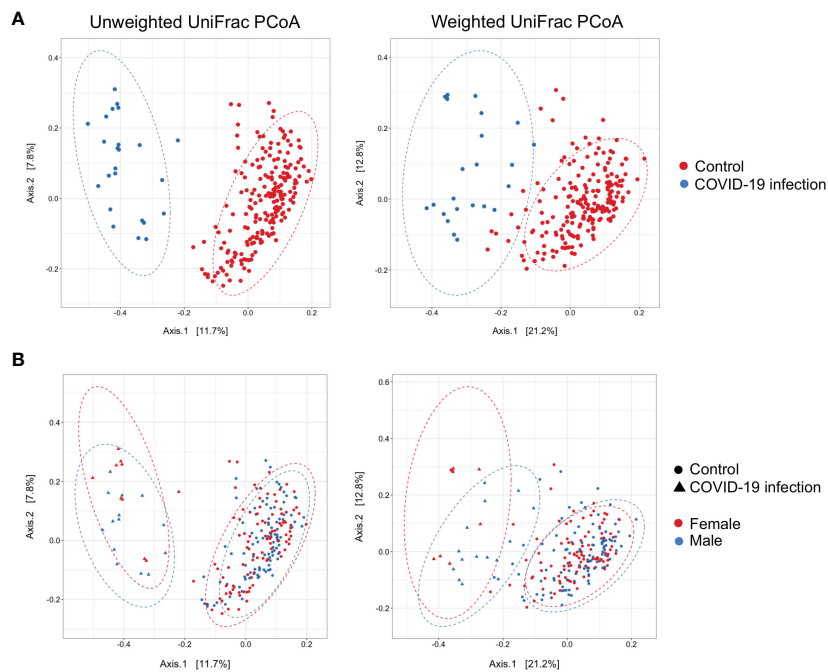 A
Unweighted UniFrac PCoA
Weighted UniFrac PCoA
0.4
0.2
0.0
-0.2
Axis.2 [7.8%]
-0.4
-0.2
0.0
0.2
Axis.1 [11.7%]
0.4
0.2
0.0
-0.2
Axis.2 [12.8%]
-0.4
-0.2
0.0
0.2
Axis.1 [21.2%]
Control
COVID-19 infection
B
0.4
0.2
0.0
-0.2
Axis.2 [7.8%]
-0.4
-0.2
0.0
0.2
Axis.1 [11.7%]
0.6
0.4
0.2
0.0
-0.2
Axis.2 [12.8%]
-0.4
-0.2
0.0
0.2
Axis.1 [21.2%]
Control
COVID-19 infection
Female
Male